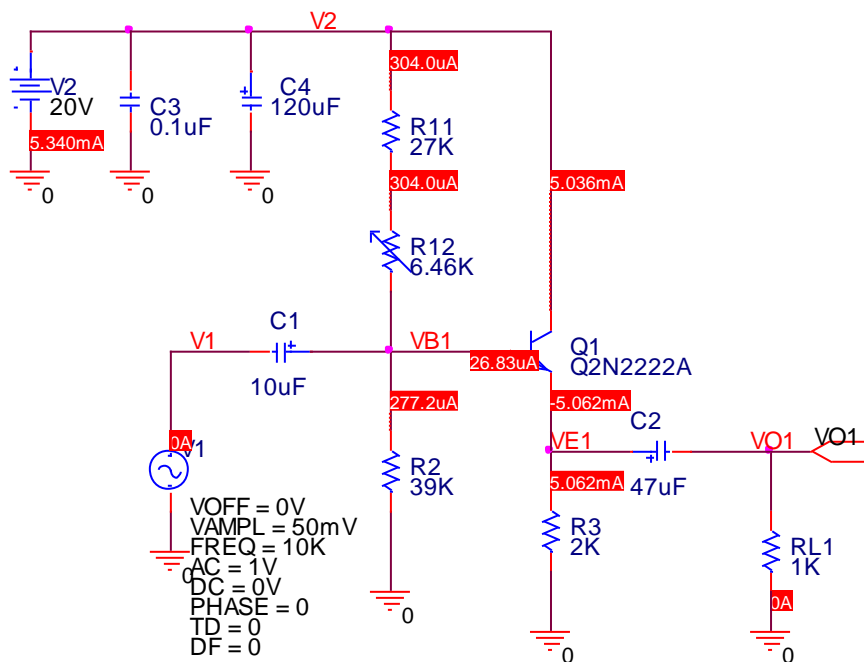 V2
304.0uA
V2
20V
C3
0.1uF
C4
120uF
R11
27K
5.340mA
0
0
0
304.0uA
5.036mA
R12
6.46K
C1
V1
VB1
Q1
Q2N2222A
26.83uA
10uF
277.2uA
-5.062mA
C2
0A
V1
VE1
VO1
VO1
R2
39K
5.062mA
47uF
VOFF = 0V
VAMPL = 50mV
FREQ = 10K
AC = 1V
DC = 0V
PHASE = 0
TD = 0
DF = 0
0
R3
2K
RL1
1K
0A
0
0
0